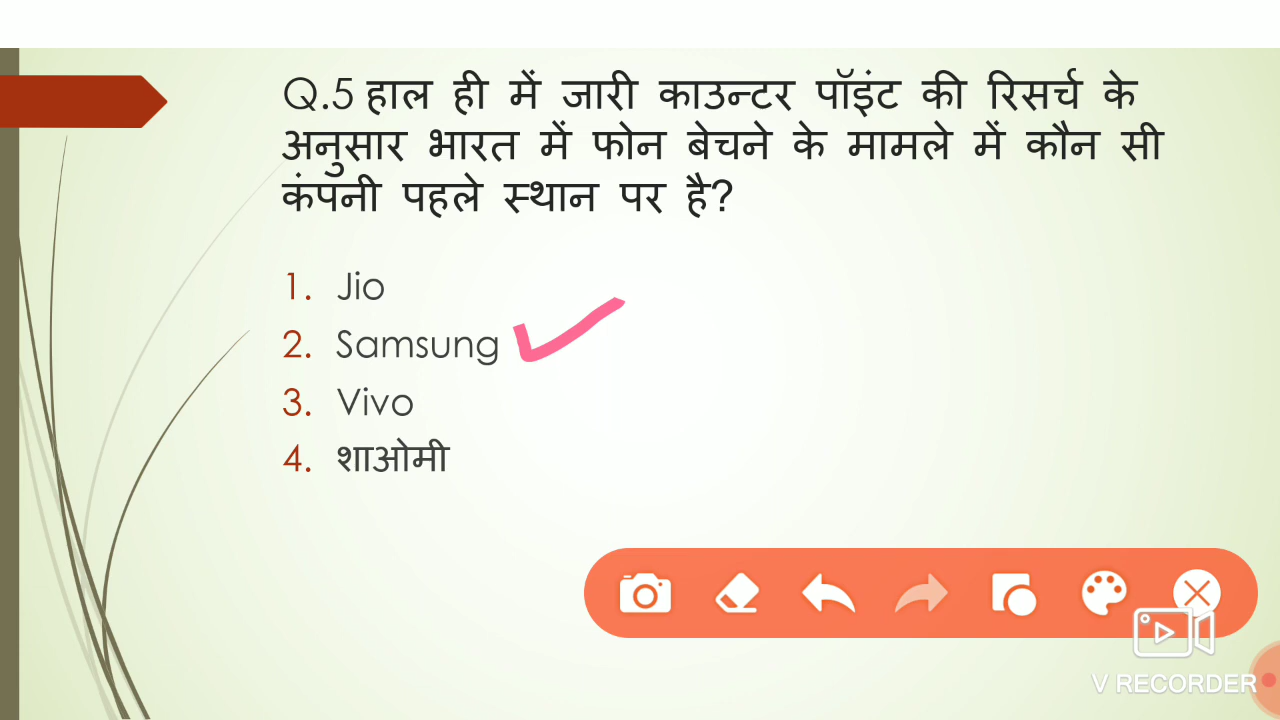 Q.5 हाल ही में जारी काउन्टर पॉइंट की रिसर्च के
अनुसार भारत में फोन बेचने के मामले में कौन सी
कंपनी पहले स्थान पर है?
1. Jio
2. Samsung
3. Vivo
4. शाओमी
V RECORDER